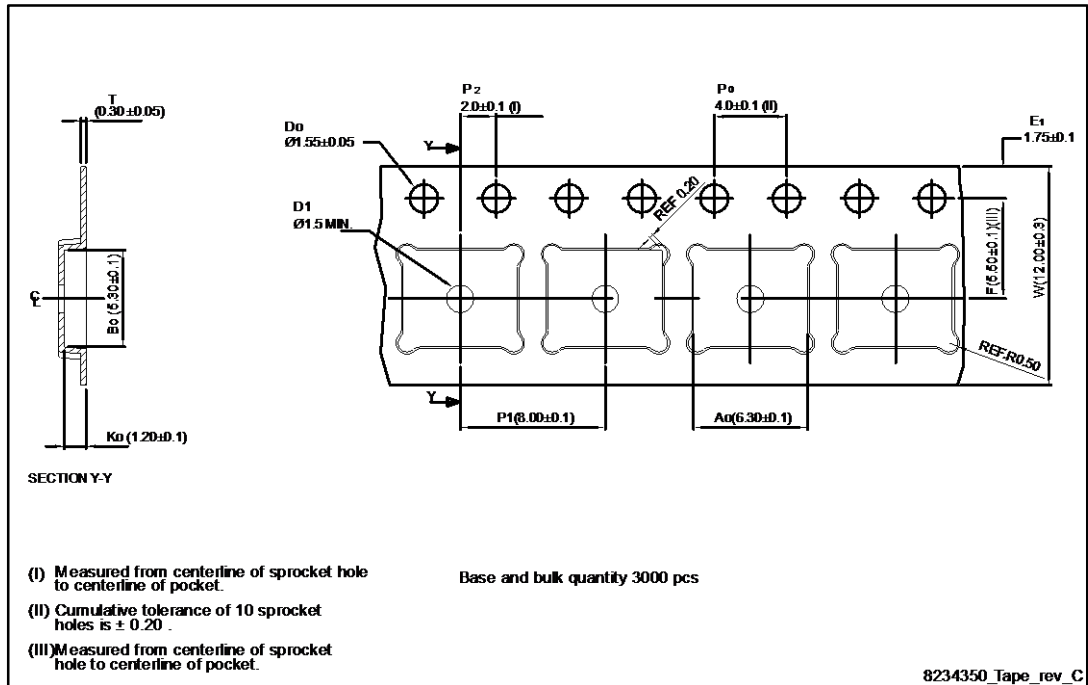 T
(0.30±0.05)
P2
2.0±0.1 (I)
P0
4.0±0.1 (II)
E1
1.75±0.1
D0
Ø1.55±0.05
Y
D1
Ø1.5 MIN.
REF 0.20
F(5.50±0.1)(III)
W(12.00±0.3)
CL
Bo (5.30±0.1)
REF.R0.50
Y
P1(8.00±0.1)
Ao(6.30±0.1)
Ko (1.20±0.1)
SECTION Y-Y
(I) Measured from centerline of sprocket hole
to centerline of pocket.
Base and bulk quantity 3000 pcs
(II) Cumulative tolerance of 10 sprocket
holes is ± 0.20 .
(III)Measured from centerline of sprocket
hole to centerline of pocket.
8234350_Tape_rev_C